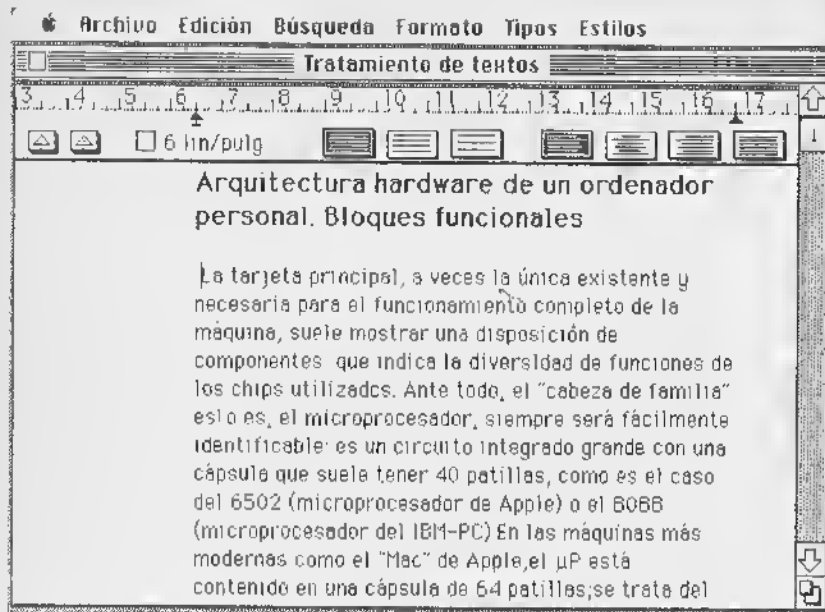 Archivo Edición Búsqueda Formato Tipos Estilos
Tratamiento de textos
3 4 5 6 7 8 9 10 11 12 13 14 15 16 17
6 lin/pulg
Arquitectura hardware de un ordenador
personal. Bloques funcionales
La tarjeta principal, a veces la única existente y
necesaria para el funcionamiento completo de la
máquina, suele mostrar una disposición de
componentes que indica la diversidad de funciones de
los chips utilizados. Ante todo, el "cabeza de familia"
esto es, el microprocesador, siempre será fácilmente
identificable: es un circuito integrado grande con una
cápsula que suele tener 40 patillas, como es el caso
del 6502 (microprocesador de Apple) o el 8088
(microprocesador del IBM-PC) En las máquinas más
modernas como el "Mac" de Apple,el µP está
contenido en una cápsula de 64 patillas;se trata del